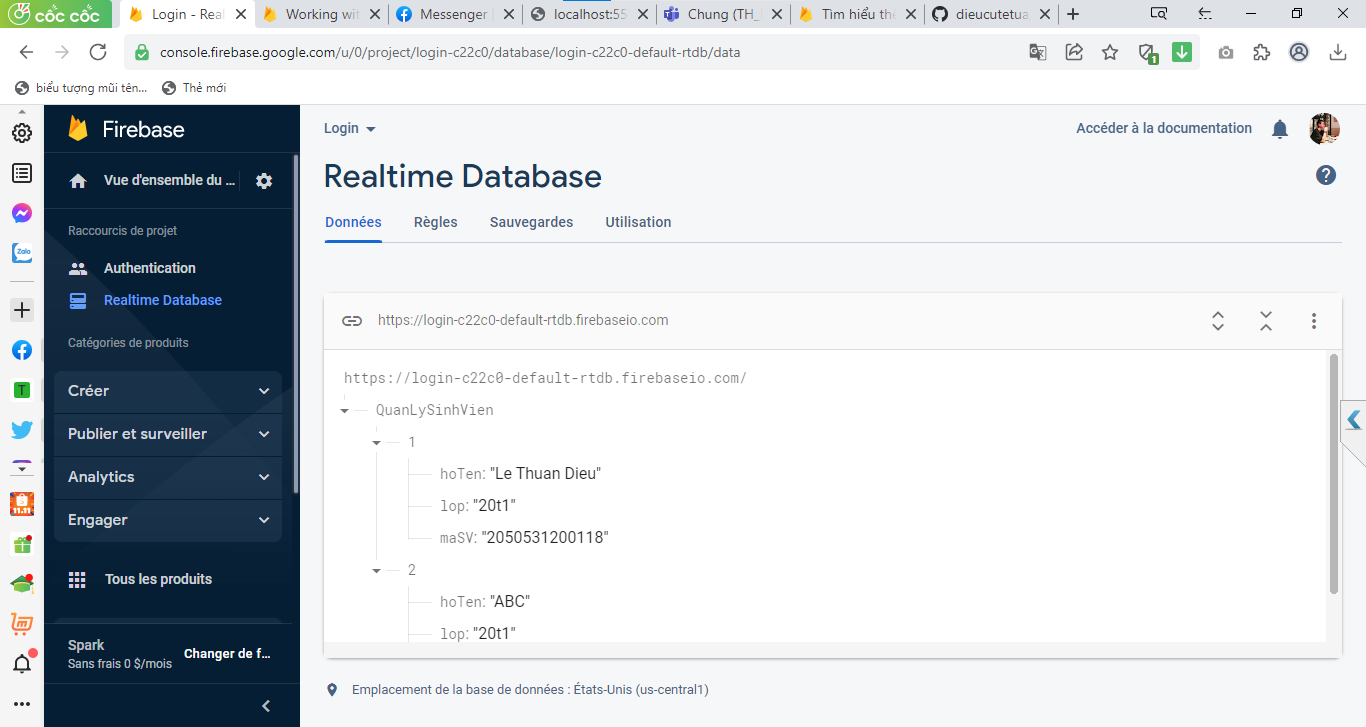 cốc cốc
Login - Real
Working wit
Messenger
localhost:55
Chung (TH_
Tìm hiểu thê
dieucutetua
console.firebase.google.com/u/0/project/login-c22c0/database/login-c22c0-default-rtdb/data
1
biểu tượng mũi tên...
Thẻ mới
Firebase
Login
Accéder à la documentation
Vue d'ensemble du ...
Realtime Database
Données
Règles
Sauvegardes
Utilisation
Raccourcis de projet
Authentication
Realtime Database
Catégories de produits
Créer
Publier et surveiller
Analytics
Engager
Tous les produits
Spark
Sans frais 0 $/mois
Changer de f...
Zalo
T
11.11
https://login-c22c0-default-rtdb.firebaseio.com
https://login-c22c0-default-rtdb.firebaseio.com/
QuanLySinhVien
1
hoTen: "Le Thuan Dieu"
lop: "20t1"
maSV: "2050531200118"
2
hoTen: "ABC"
lop: "20t1"
Emplacement de la base de données : États-Unis (us-central1)